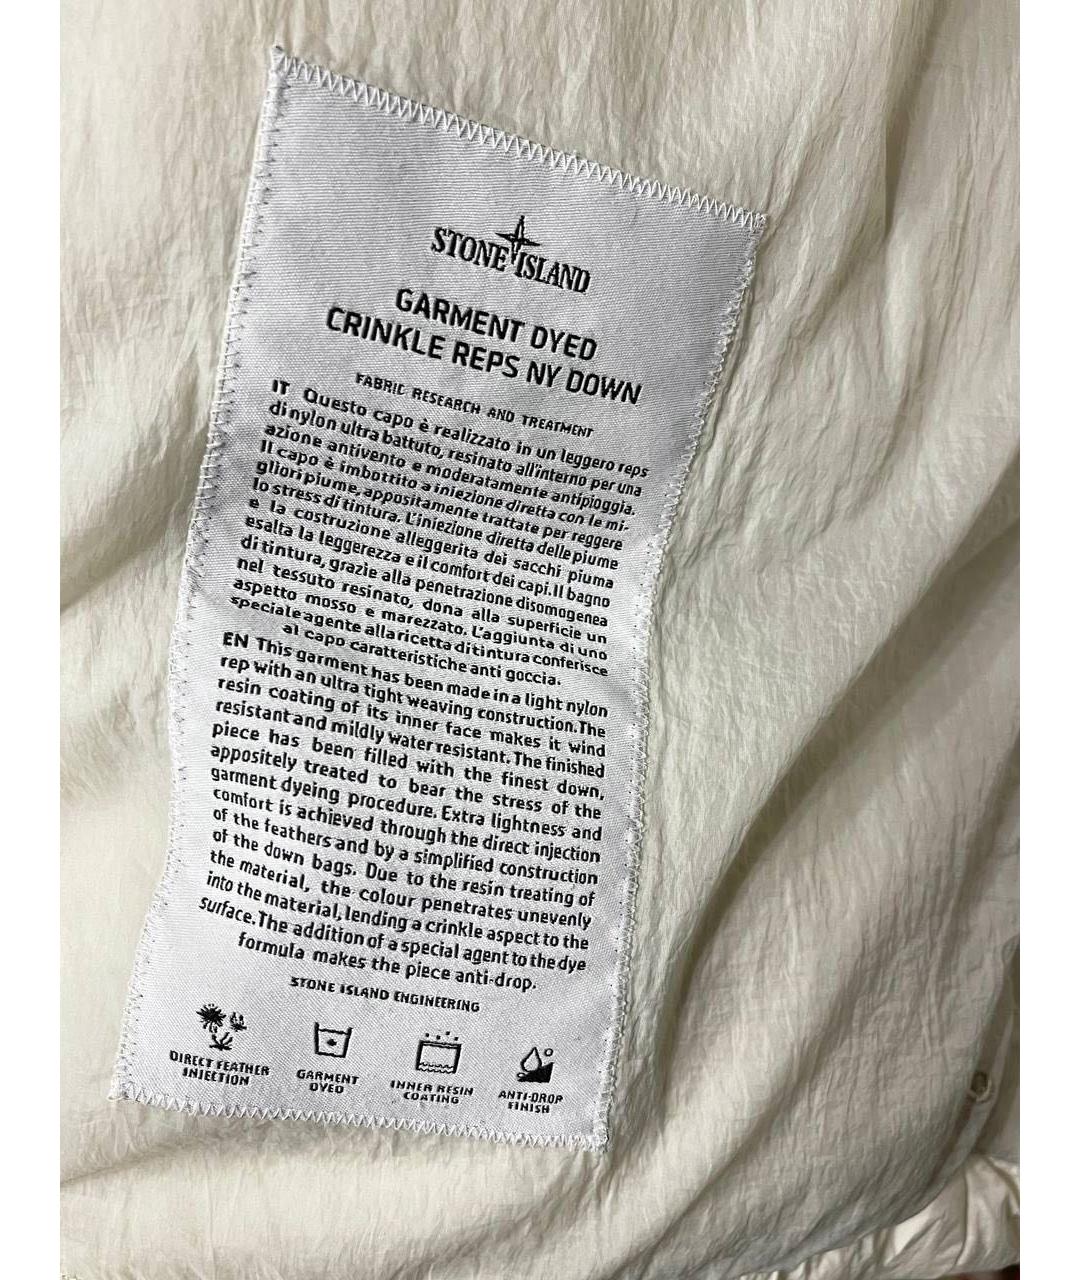 STONE ISLAND
GARMENT DYED
CRINKLE REPS NY DOWN
FABRIC RESEARCH AND TREATMENT
IT Questo capo è realizzato in un leggero reps
di nylon ultra battuto, resinato all'interno per una
azione antivento e moderatamente antipioggia.
Il capo è imbottito a iniezione diretta con le mi-
gliori piume, appositamente trattate per reggere
lo stress di tintura. L'iniezione diretta delle piume
e la costruzione alleggerita dei sacchi piuma
esalta la leggerezza e il comfort dei capi. Il bagno
di tintura, grazie alla penetrazione disomogenea
nel tessuto resinato, dona alla superficie un
aspetto mosso e marezzato. L'aggiunta di uno
speciale agente alla ricetta di tintura conferisce
al capo caratteristiche anti goccia.
EN This garment has been made in a light nylon
rep with an ultra tight weaving construction. The
resin coating of its inner face makes it wind
resistant and mildly water resistant. The finished
piece has been filled with the finest down,
appositely treated to bear the stress of the
garment dyeing procedure. Extra lightness and
comfort is achieved through the direct injection
of the feathers and by a simplified construction
of the down bags. Due to the resin treating of
the material, the colour penetrates unevenly
into the material, lending a crinkle aspect to the
surface. The addition of a special agent to the dye
formula makes the piece anti-drop.
STONE ISLAND ENGINEERING
DIRECT FEATHER
INJECTION
GARMENT
DYED
INNER RESIN
COATING
ANTI-DROP
FINISH